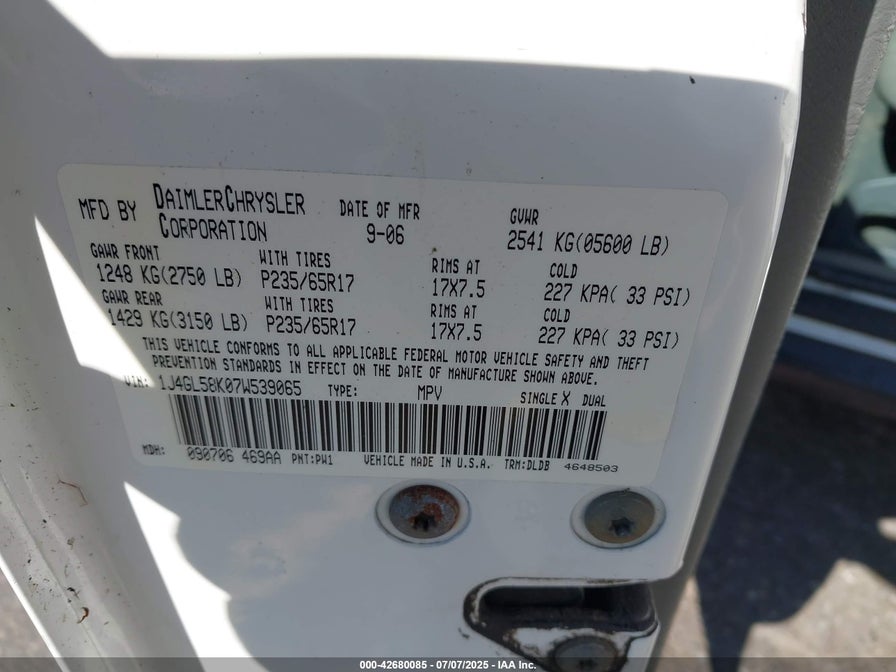 MFD BY DAIMLERCHRYSLER CORPORATION DATE OF MFR 9-06 GVWR 2541 KG(05600 LB)
GAWR FRONT WITH TIRES RIMS AT COLD
1248 KG(2750 LB) P235/65R17 17X7.5 227 KPA( 33 PSI)
GAWR REAR WITH TIRES RIMS AT COLD
1429 KG(3150 LB) P235/65R17 17X7.5 227 KPA( 33 PSI)
THIS VEHICLE CONFORMS TO ALL APPLICABLE FEDERAL MOTOR VEHICLE SAFETY AND THEFT
PREVENTION STANDARDS IN EFFECT ON THE DATE OF MANUFACTURE SHOWN ABOVE.
VIN: 1J4GL58K07W539065 TYPE: MPV SINGLE X DUAL
MDH: 090706 469AA PNT:PW1 VEHICLE MADE IN U.S.A. TRM:DLDB 4648503
000-42680085 - 07/07/2025 - IAA Inc.